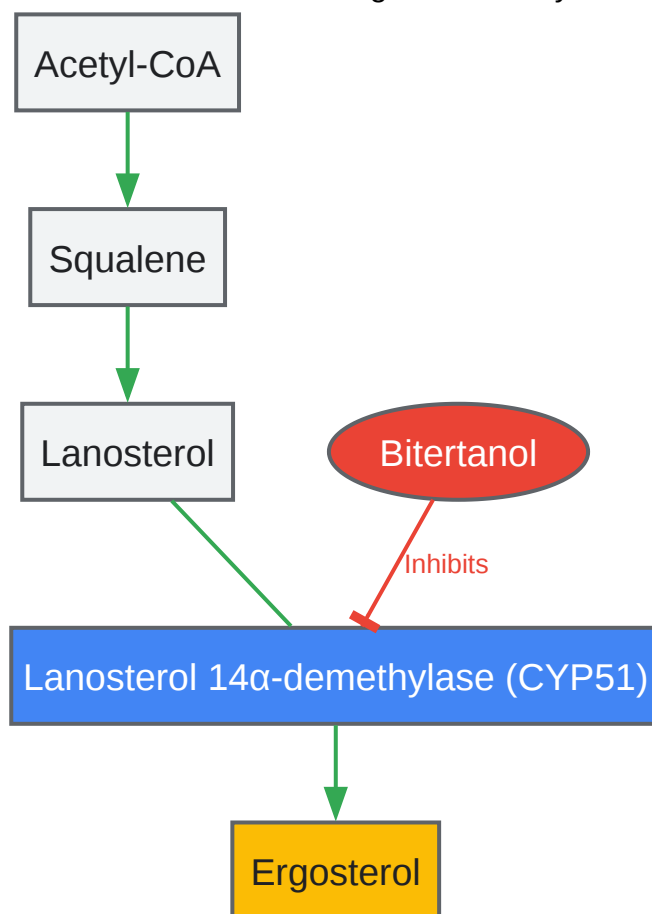 Acetyl-CoA
Squalene
Lanosterol
Bitertanol
Inhibits
Lanosterol 14α-demethylase (CYP51)
Ergosterol